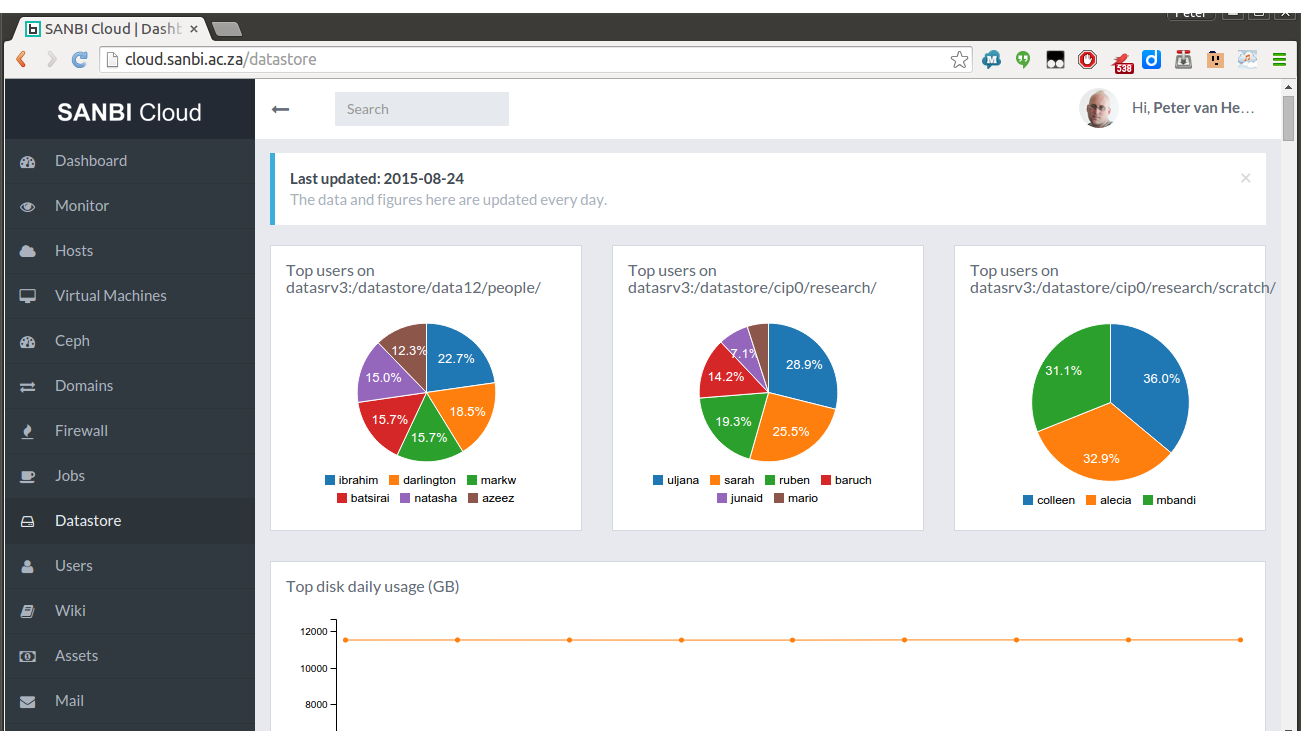 Peter
SANBI Cloud | Dashb
cloud.sanbi.ac.za/datastore
M
538
d
SANBI Cloud
Search
Hi, Peter van He...
Dashboard
Monitor
Hosts
Virtual Machines
Ceph
Domains
Firewall
Jobs
Datastore
Users
Wiki
Assets
Mail
Last updated: 2015-08-24
The data and figures here are updated every day.
Top users on
datasrv3:/datastore/data12/people/
22.7%
18.5%
15.7%
15.7%
15.0%
12.3%
ibrahim darlington markw
batsirai natasha azeez
Top users on
datasrv3:/datastore/cip0/research/
28.9%
25.5%
19.3%
14.2%
7.1%
uljana sarah ruben baruch
junaid mario
Top users on
datasrv3:/datastore/cip0/research/scratch/
36.0%
32.9%
31.1%
colleen alecia mbandi
Top disk daily usage (GB)
12000
10000
8000